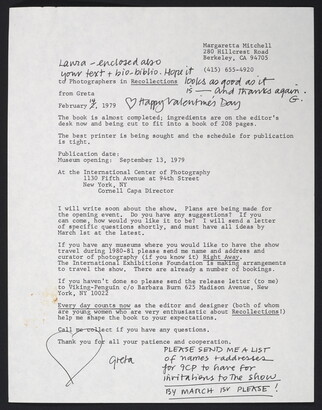 Margaretta Mitchell
280 Hillcrest Road
Berkeley, CA 94705
(415) 655-4920
Laura - enclosed also
your text + bio-biblio. Hope it
looks as good as it
is — and thanks again.
G.
to Photographers in Recollections
from Greta
♡ Happy Valentine's Day
February 14, 1979
The book is almost completed; ingredients are on the editor's
desk now and being cut to fit into a book of 208 pages.
The best printer is being sought and the schedule for publication
is tight.
Publication date:
Museum opening: September 13, 1979
At the International Center of Photography
1130 Fifth Avenue at 94th Street
New York, NY
Cornell Capa Director
I will write soon about the show. Plans are being made for
the opening event. Do you have any suggestions? If you
can come, how would you like it to be? I will send a letter
of specific questions shortly, and must have all ideas by
March 1st at the latest.
If you have any museums where you would like to have the show
travel during 1980-81 please send me name and address and
curator of photography (if you know it) Right Away.
The International Exhibitions Foundation is making arrangements
to travel the show. There are already a number of bookings.
If you haven't done so please send the release letter (to me)
to Viking-Penguin c/o Barbara Burn 625 Madison Avenue, New
York, NY 10022
Every day counts now as the editor and designer (both of whom
are young women who are very enthusiastic about Recollections!)
help me shape the book to your expectations.
Call me collect if you have any questions.
Thank you for all your patience and cooperation.
Greta
PLEASE SEND ME A LIST
of names + addresses
for ICP to have for
invitations to the show
BY MARCH 1ST PLEASE!